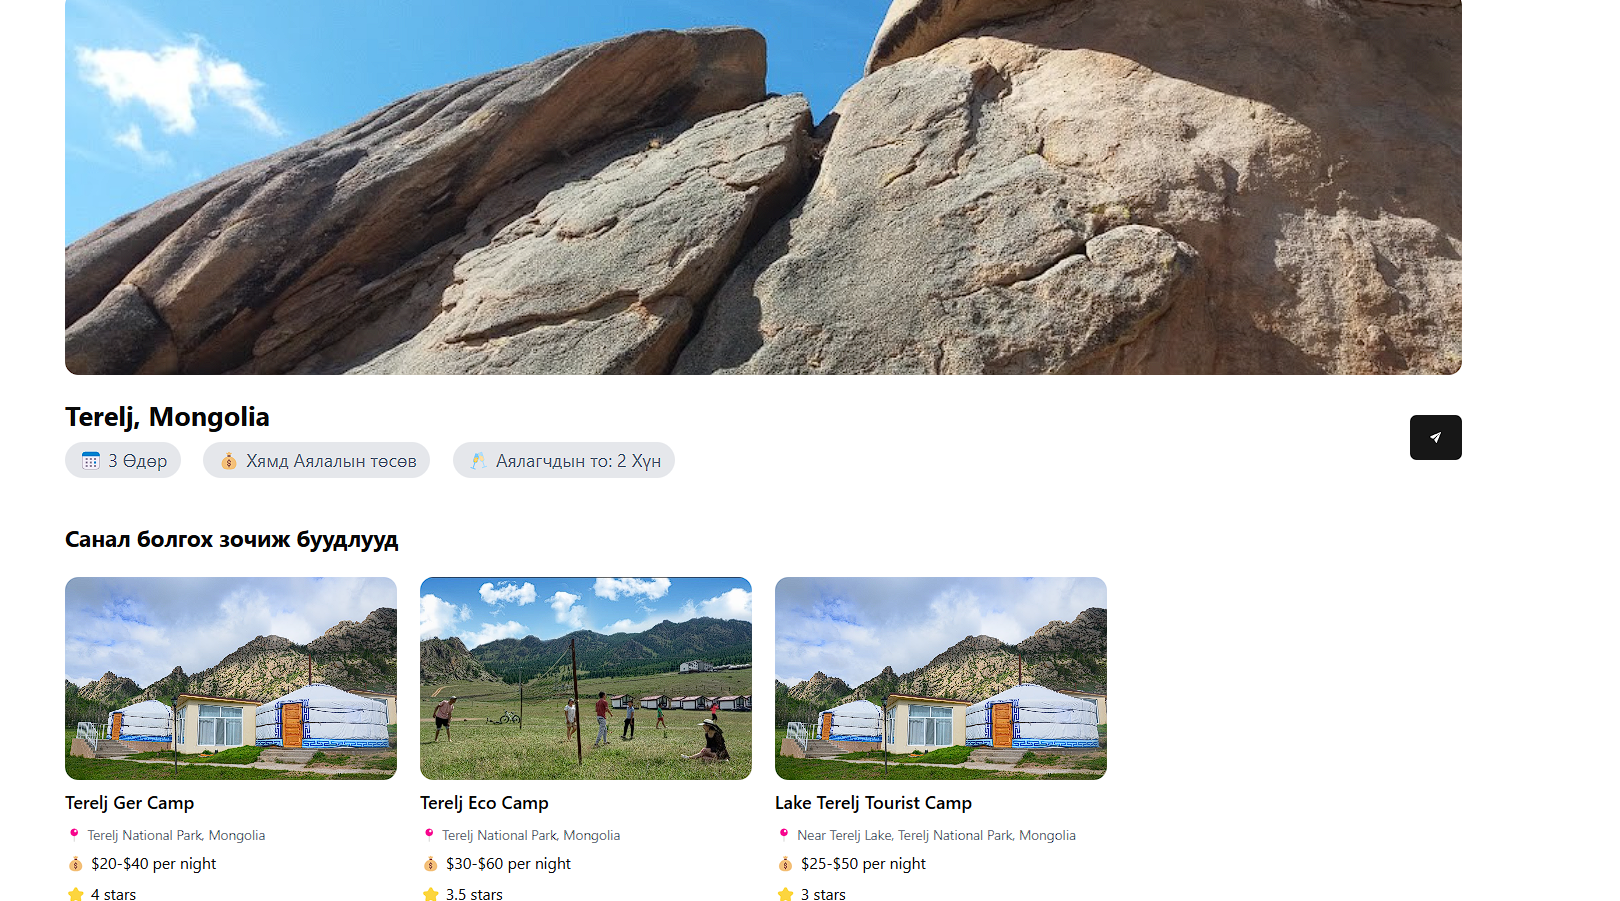 Terelj, Mongolia
3 Өдөр
Хямд Аялалын төсөв
Аялагчдын то: 2 Хүн
Санал болгох зочиж буудлууд
Terelj Ger Camp
Terelj National Park, Mongolia
$20-$40 per night
4 stars
Terelj Eco Camp
Terelj National Park, Mongolia
$30-$60 per night
3.5 stars
Lake Terelj Tourist Camp
Near Terelj Lake, Terelj National Park, Mongolia
$25-$50 per night
3 stars